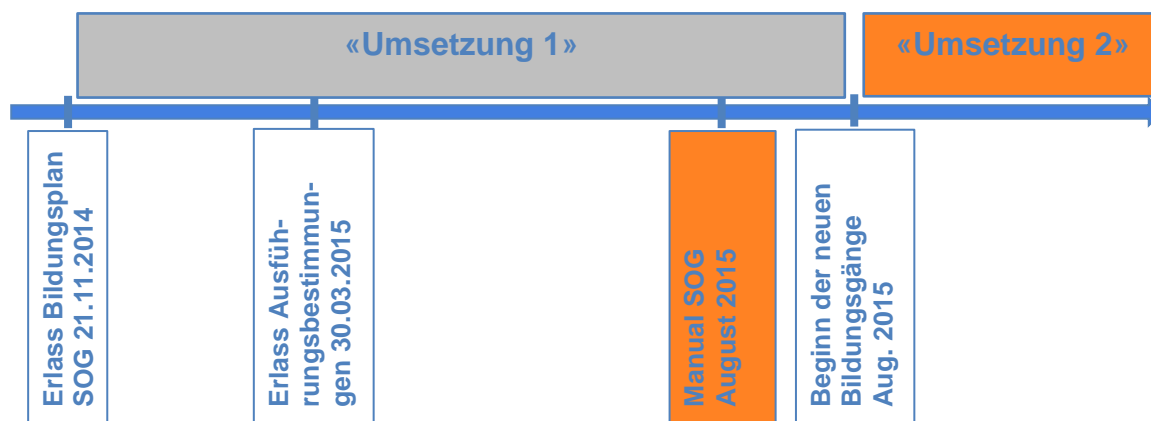 «Umsetzung 1»
«Umsetzung 2»
Erlass Bildungsplan
SOG 21.11.2014
Erlass Ausfüh-
rungsbestimmun-
gen 30.03.2015
Manual SOG
August 2015
Beginn der neuen
Bildungsgänge
Aug. 2015